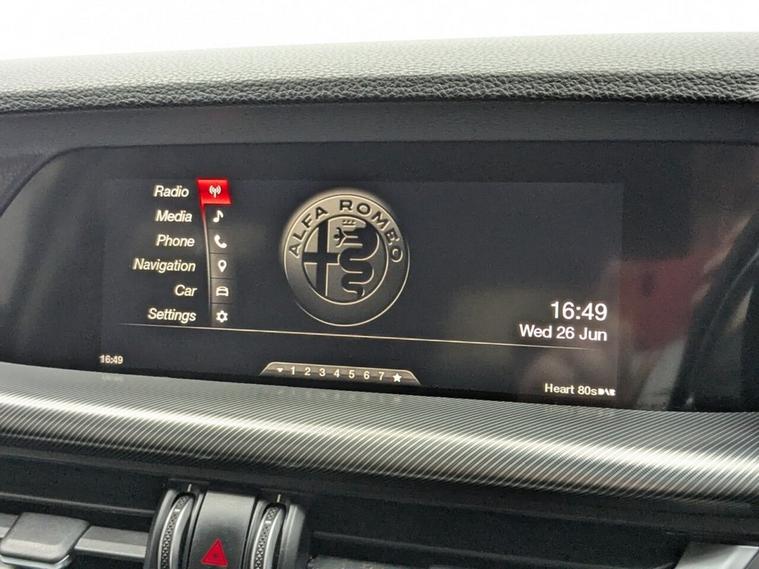 Radio
Media
Phone
Navigation
Car
Settings
ALFA ROMEO
16:49
Wed 26 Jun
16:49
1 2 3 4 5 6 7
Heart 80s DAB